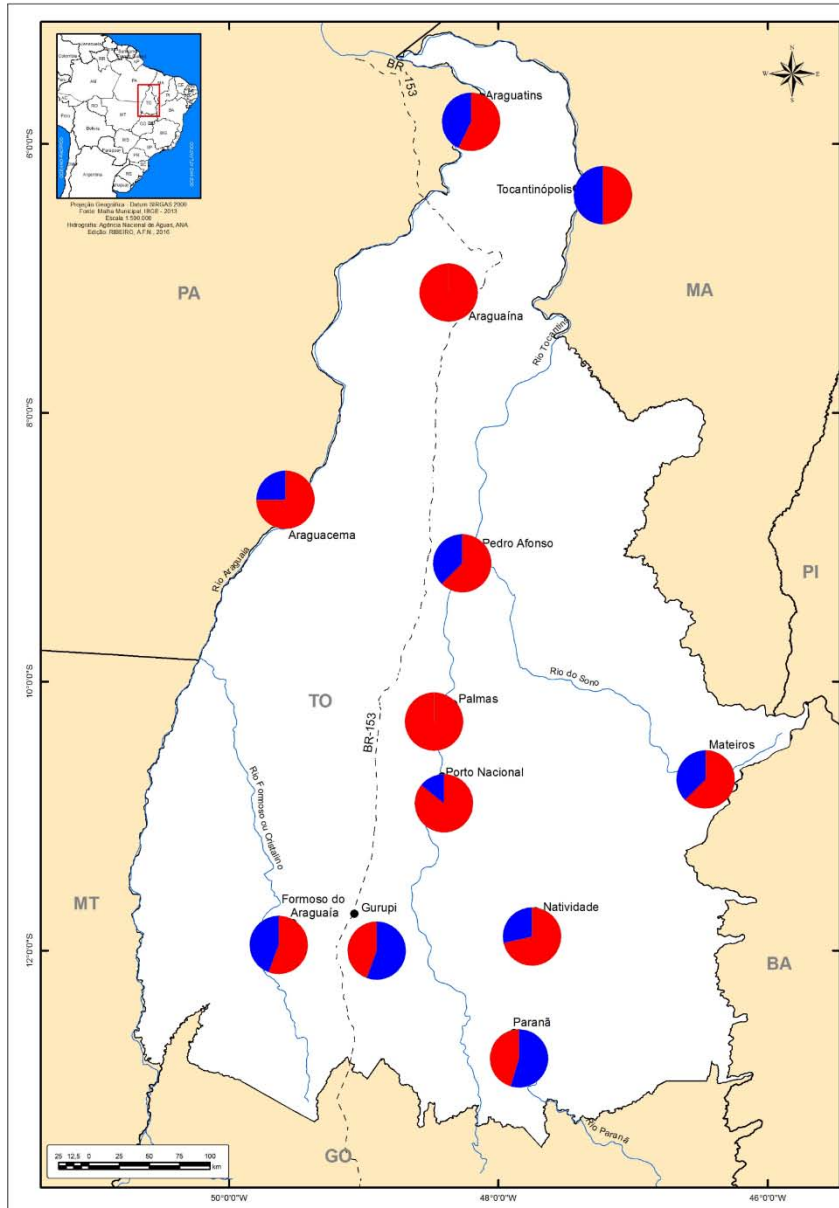 PA
MA
PI
TO
MT
BA
GO
BR -153
BR-153
Araguatins
Tocantinópolis
Araguaína
Rio Tocantins
Araguacema
Rio Araguaia
Pedro Afonso
Rio do Sono
Palmas
Mateiros
Porto Nacional
Rio Formoso ou Cristalino
Formoso do
Araguaía
Gurupi
Natividade
Paranã
Rio Paranã
N
W
E
S
Projeção Geográfica - Datum SIRGAS 2000
Fonte: Malha Municipal, IBGE - 2013
Hidrografia: Agência Nacional de Águas, ANA
Edição: RIBEIRO, A.F.N., 2016
6°0'0"S
8°0'0"S
10°0'0"S
12°0'0"S
25 12,5 0 25 50 75 100
km
50°0'0"W
48°0'0"W
46°0'0"W